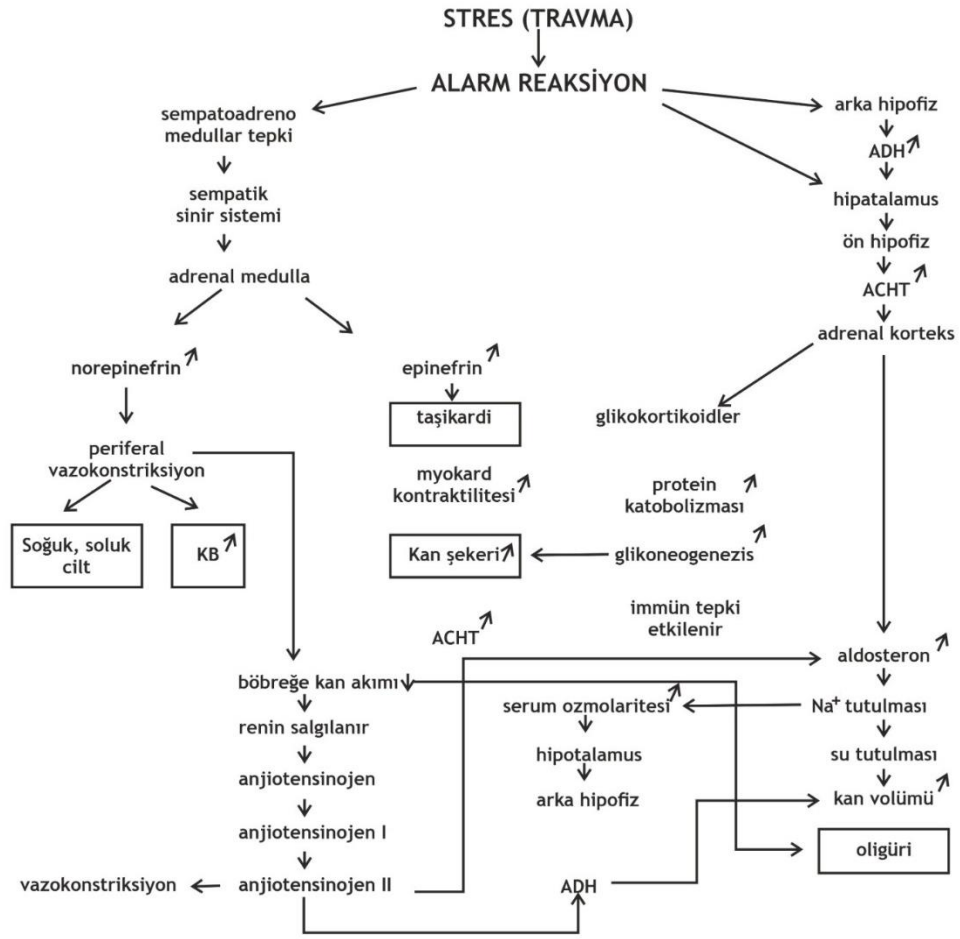 STRES (TRAVMA)
ALARM REAKSİYON
sempatoadreno
medullar tepki
sempatik
sinir sistemi
adrenal medulla
norepinefrin
periferal
vazokonstriksiyon
Soğuk, soluk
cilt
KB
epinefrin
taşikardi
myokard
kontraktilitesi
Kan şekeri
ACHT
arka hipofiz
ADH
hipatalamus
ön hipofiz
ACHT
adrenal korteks
glikokortikoidler
protein
katobolizması
glikoneogenezis
immün tepki
etkilenir
aldosteron
Na+ tutulması
su tutulması
kan volümü
oligüri
serum ozmolaritesi
hipotalamus
arka hipofiz
ADH
böbreğe kan akımı
renin salgılanır
anjiotensinojen
anjiotensinojen I
anjiotensinojen II
vazokonstriksiyon